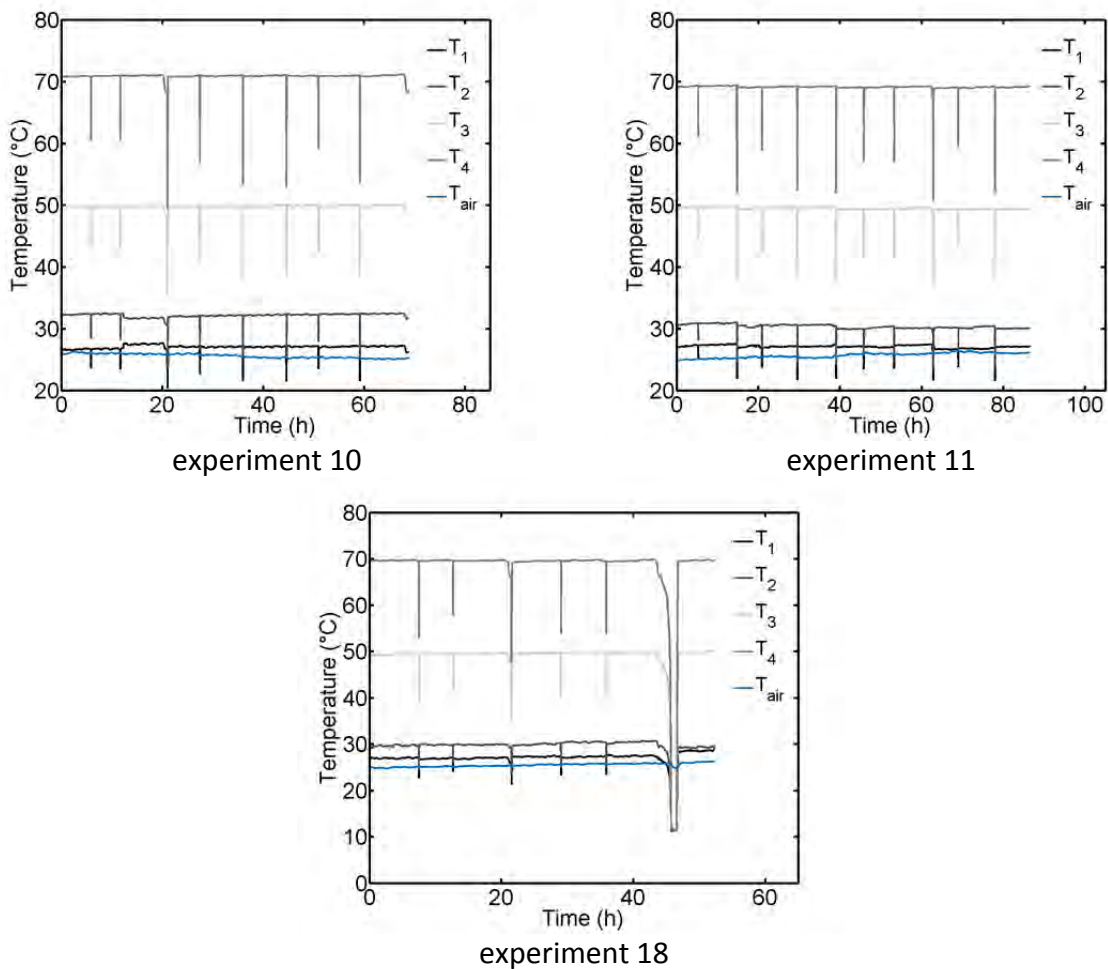 80
70
60
50
40
30
20
Temperature (°C)
0 20 40 60 80
Time (h)
T1
T2
T3
T4
Tair
experiment 10
80
70
60
50
40
30
20
Temperature (°C)
0 20 40 60 80 100
Time (h)
T1
T2
T3
T4
Tair
experiment 11
80
70
60
50
40
30
20
10
0
Temperature (°C)
0 20 40 60
Time (h)
T1
T2
T3
T4
Tair
experiment 18